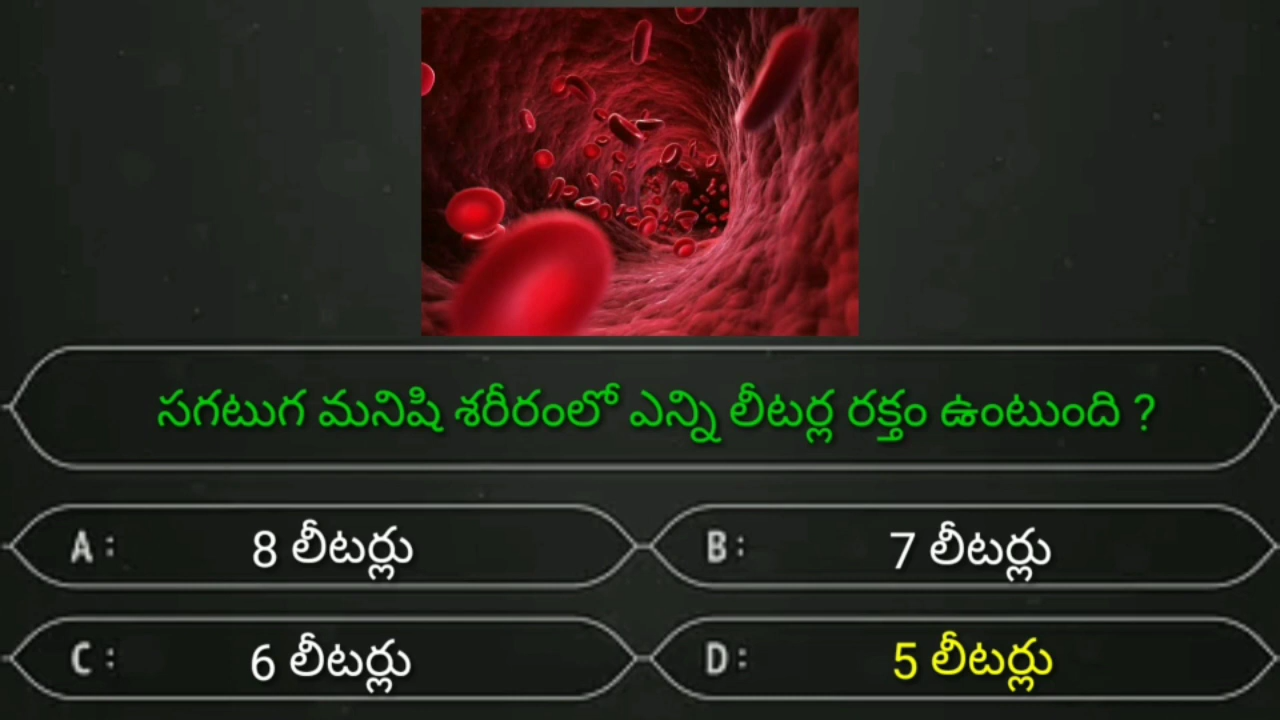 సగటుగ మనిషి శరీరంలో ఎన్ని లీటర్ల రక్తం ఉంటుంది ?
A : 8 లీటర్లు
B : 7 లీటర్లు
C : 6 లీటర్లు
D : 5 లీటర్లు